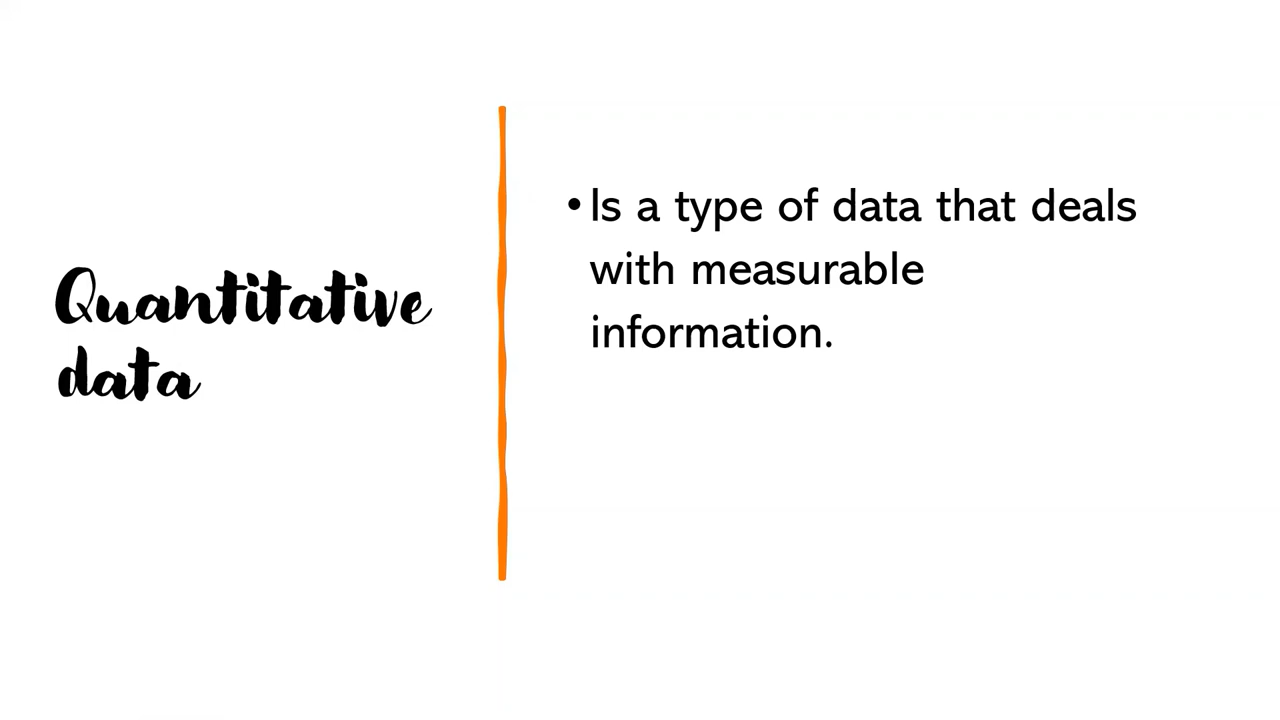 Quantitative
data
•Is a type of data that deals
with measurable
information.